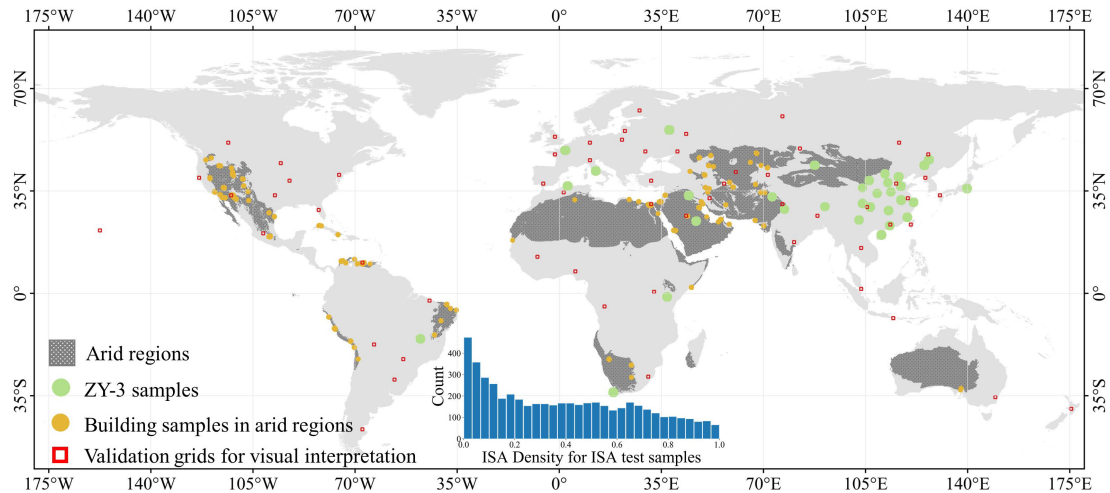 175°W 140°W 105°W 70°W 35°W 0° 35°E 70°E 105°E 140°E 175°E
70°N 70°N
35°N 35°N
0° 0°
35°S 35°S
Arid regions
ZY-3 samples
Building samples in arid regions
Validation grids for visual interpretation
Count
400
300
200
100
0
0.0 0.2 0.4 0.6 0.8 1.0
ISA Density for ISA test samples
175°W 140°W 105°W 70°W 35°W 0° 35°E 70°E 105°E 140°E 175°E